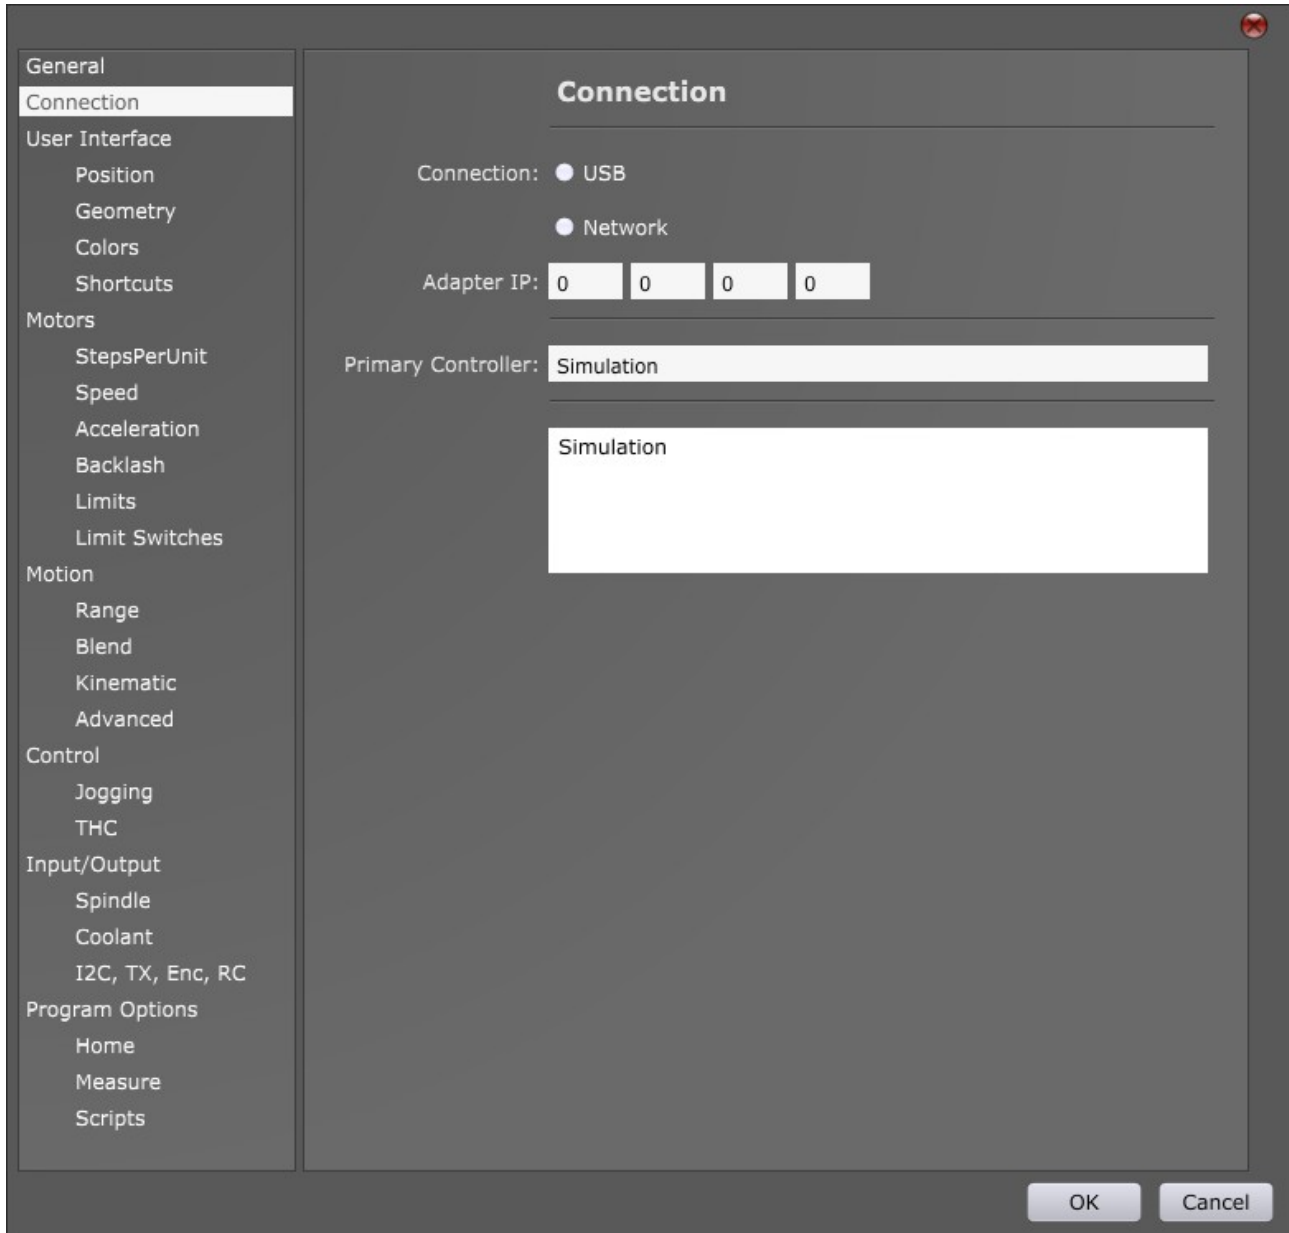 General
Connection
User Interface
Position
Geometry
Colors
Shortcuts
Motors
StepsPerUnit
Speed
Acceleration
Backlash
Limits
Limit Switches
Motion
Range
Blend
Kinematic
Advanced
Control
Jogging
THC
Input/Output
Spindle
Coolant
I2C, TX, Enc, RC
Program Options
Home
Measure
Scripts
Connection
Connection: USB
Network
Adapter IP: 0 0 0 0
Primary Controller: Simulation
Simulation
OK Cancel